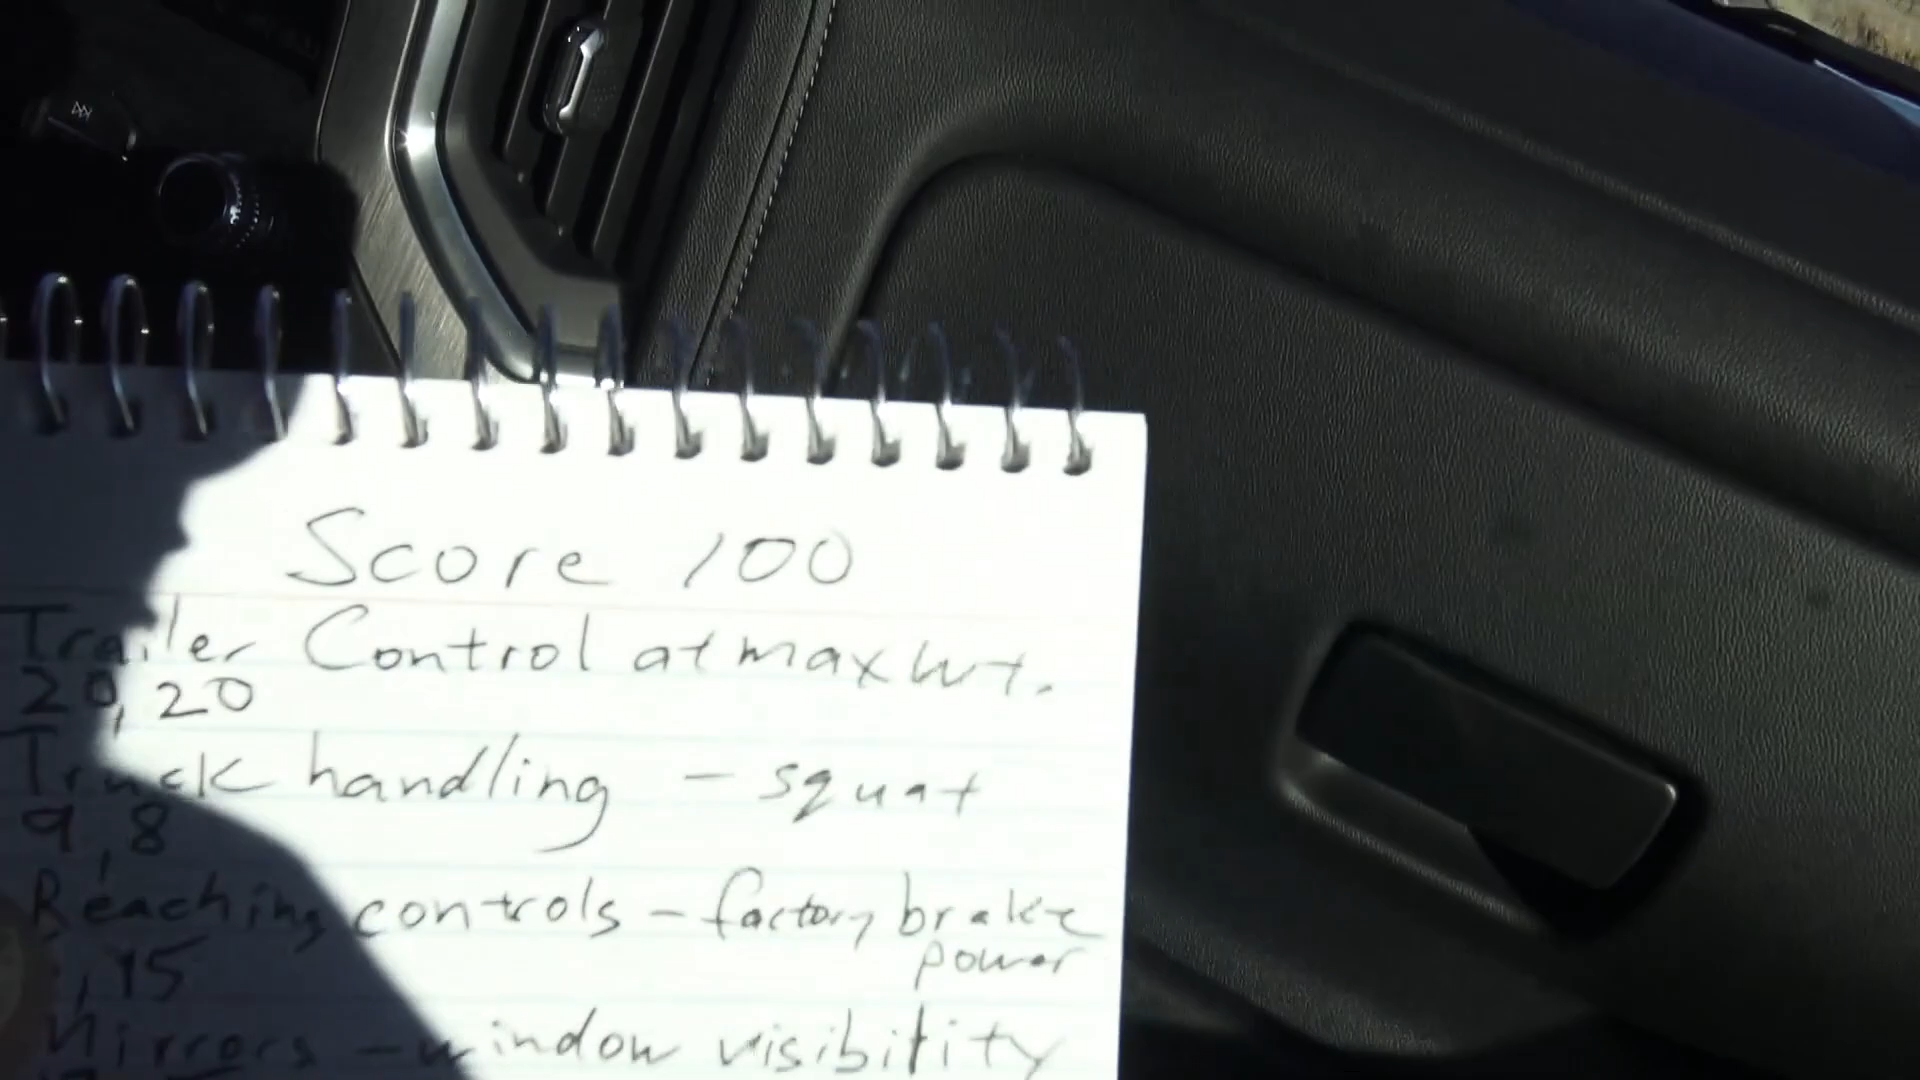 Score 100
Trailer Control at max Wt.
20, 20
Truck handling - squat
9, 8
Reaching controls - factory brake
power
, 15
Mirrors - window visibility